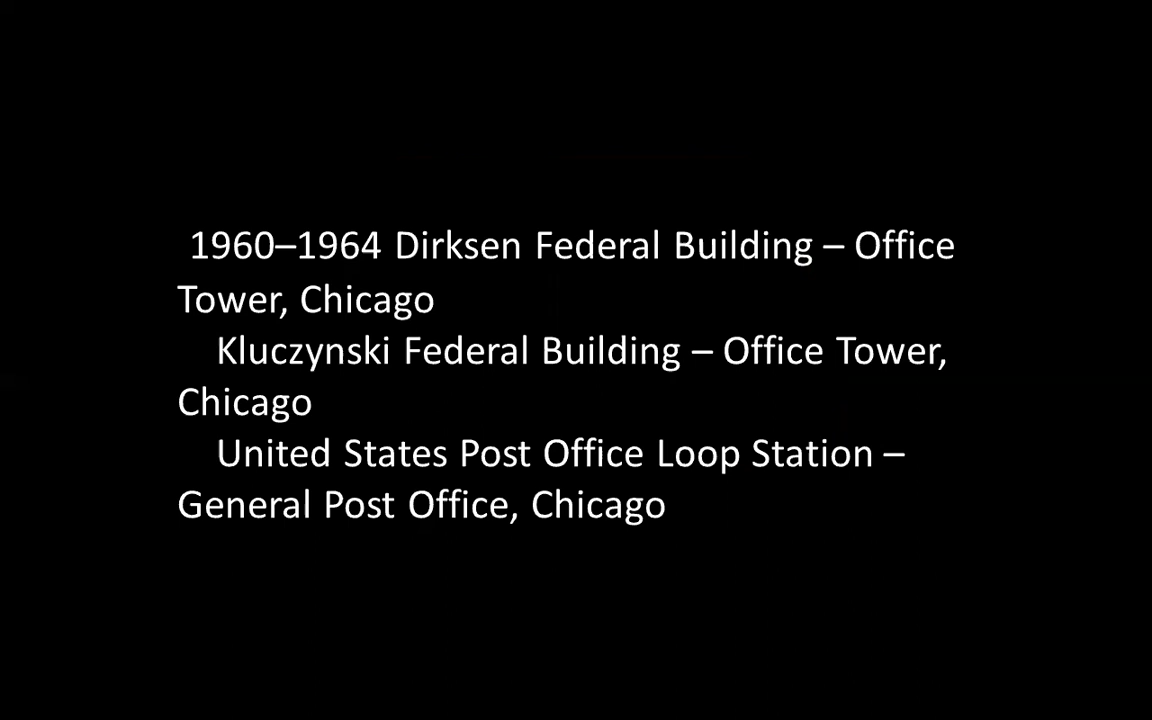 1960–1964 Dirksen Federal Building – Office
Tower, Chicago
Kluczynski Federal Building – Office Tower,
Chicago
United States Post Office Loop Station –
General Post Office, Chicago